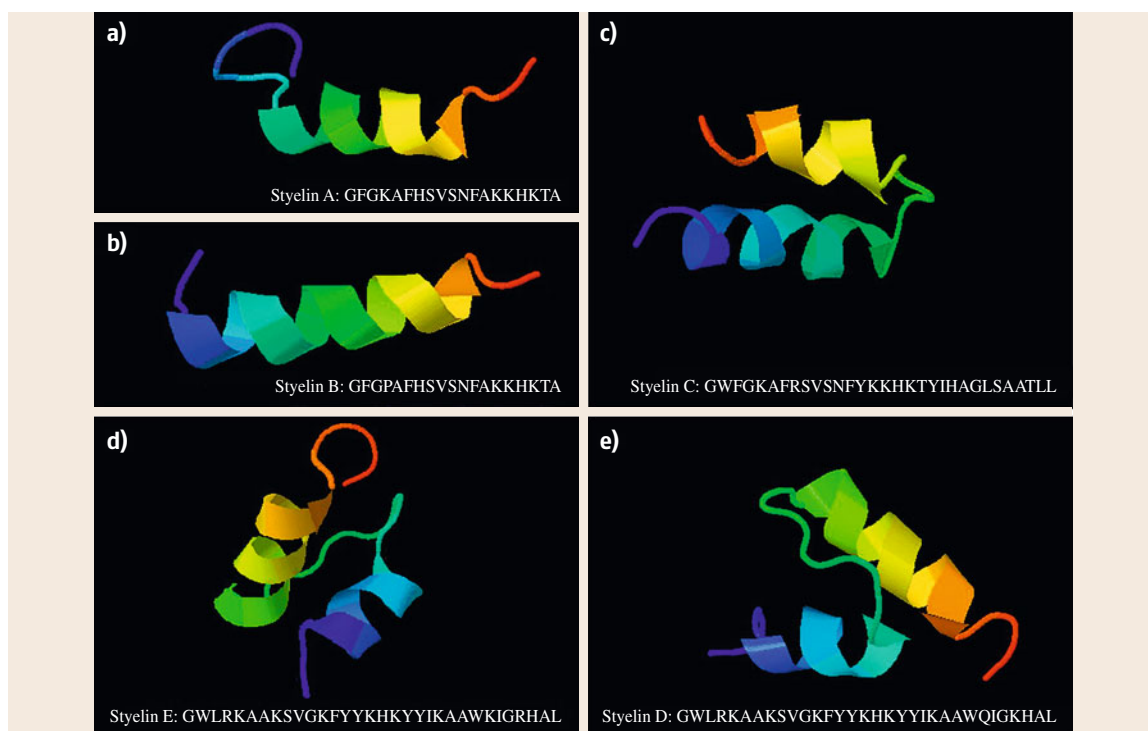 a)
Styelin A: GFGKAFHSVSNFAKKHKTA
b)
Styelin B: GFGPAFHSVSNFAKKHKTA
c)
Styelin C: GWFGKAFRSVSNFYKKHKTYIHAGLSAATLL
d)
Styelin E: GWLRKAAKSVGKFYYKHKYYIKAAWKIGRHAL
e)
Styelin D: GWLRKAAKSVGKFYYKHKYYIKAAWQIGKHAL